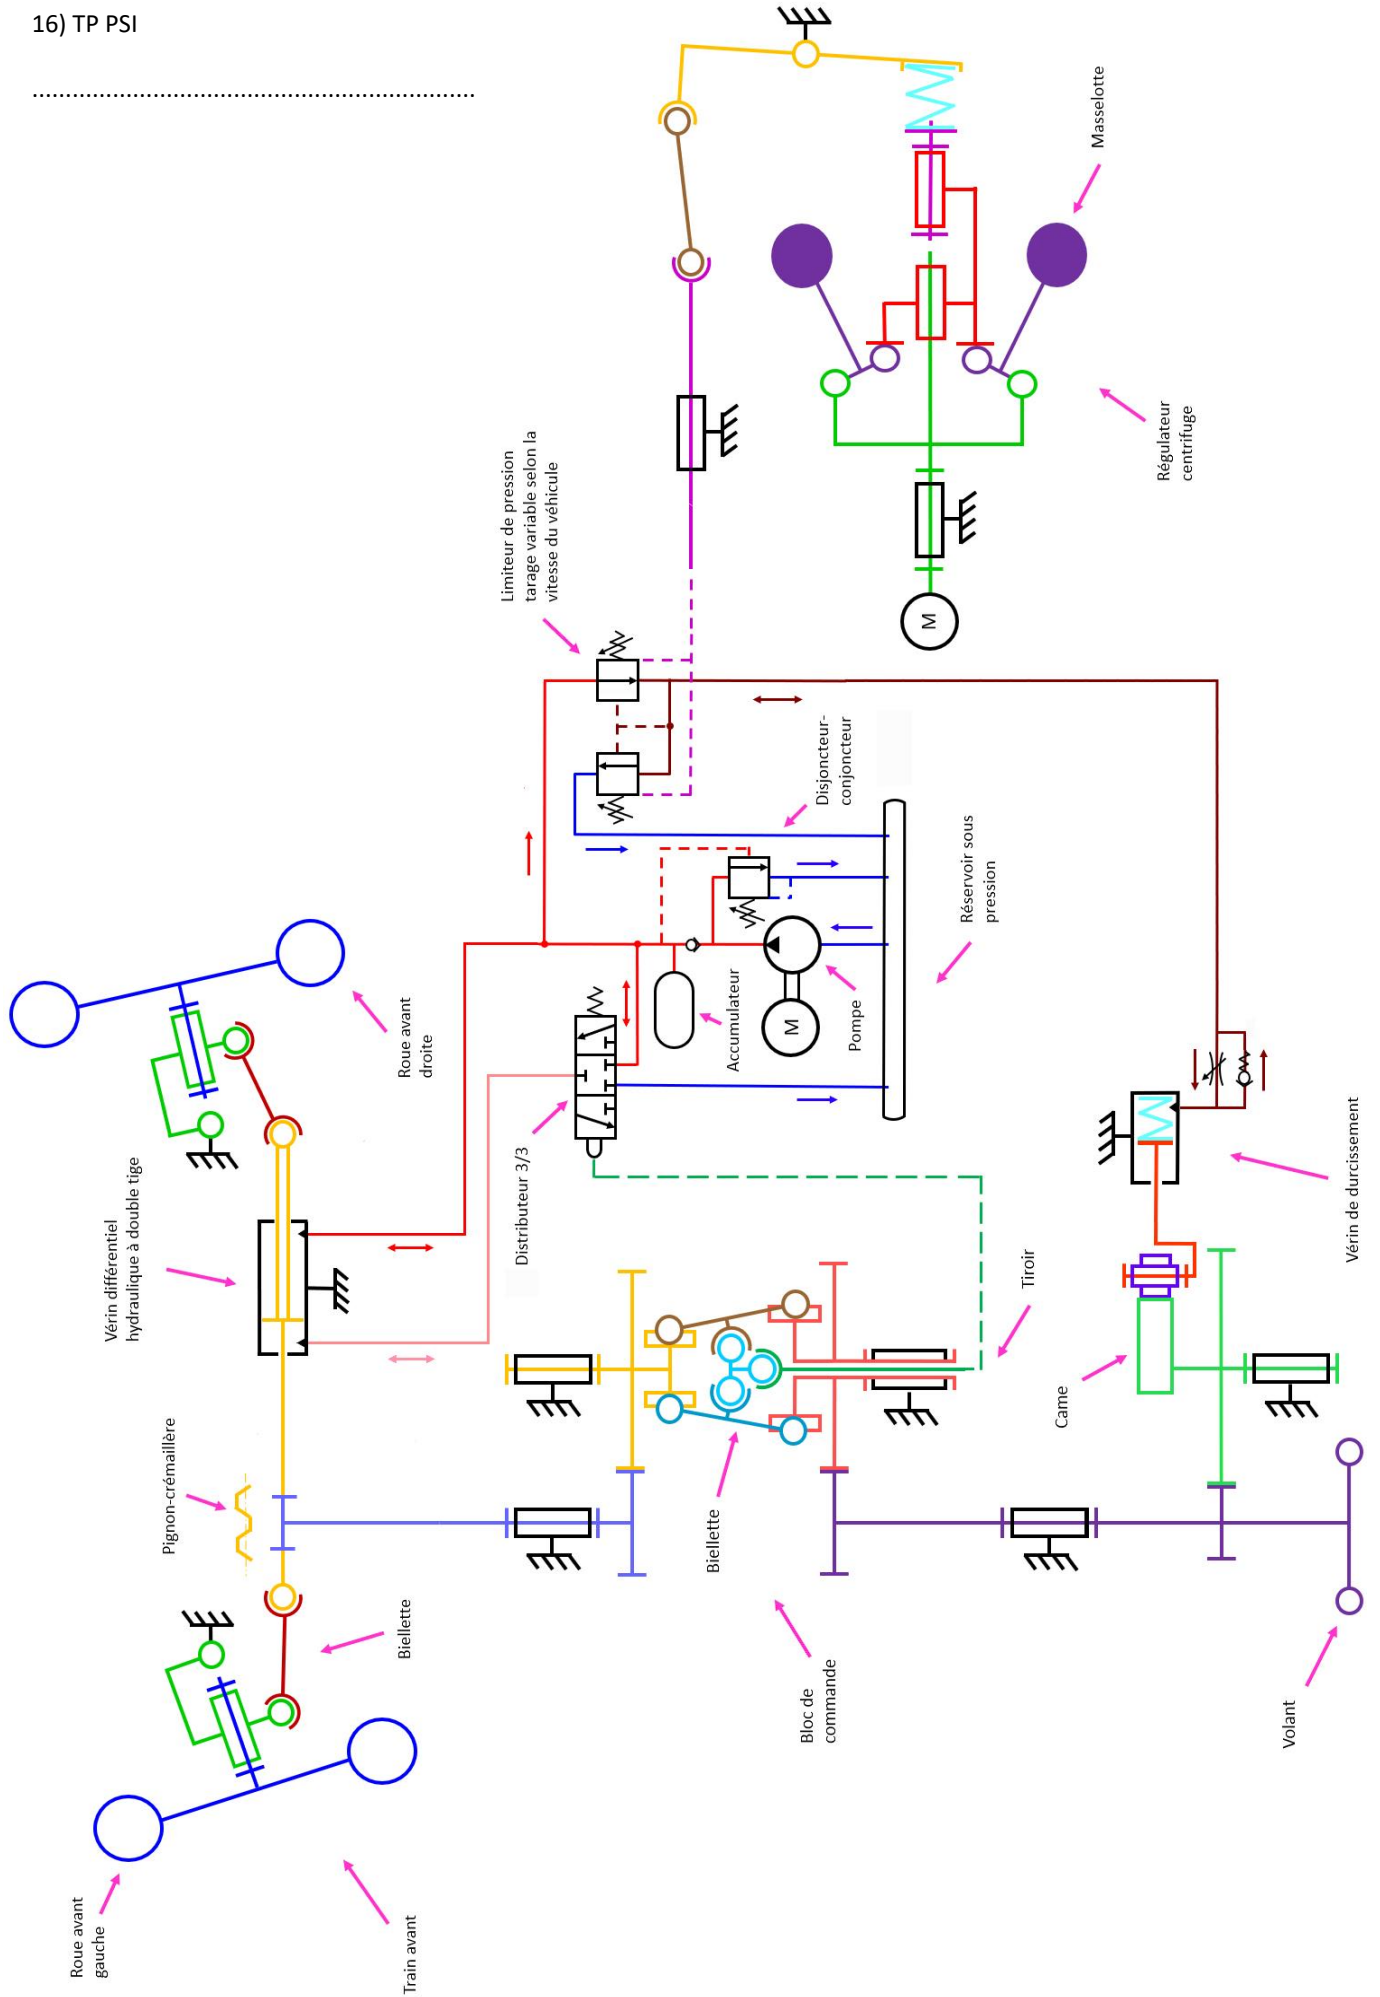 16) TP PSI
................................................................
Masselotte
Régulateur
centrifuge
Limiteur de pression
tarage variable selon la
vitesse du véhicule
M
Disjoncteur-
conjoncteur
Réservoir sous
pression
Roue avant
droite
Accumulateur
M
Pompe
Distributeur 3/3
Vérin différentiel
hydraulique à double tige
Vérin de durcissement
Tiroir
Came
Pignon-crémaillère
Biellette
Biellette
Bloc de
commande
Volant
Roue avant
gauche
Train avant